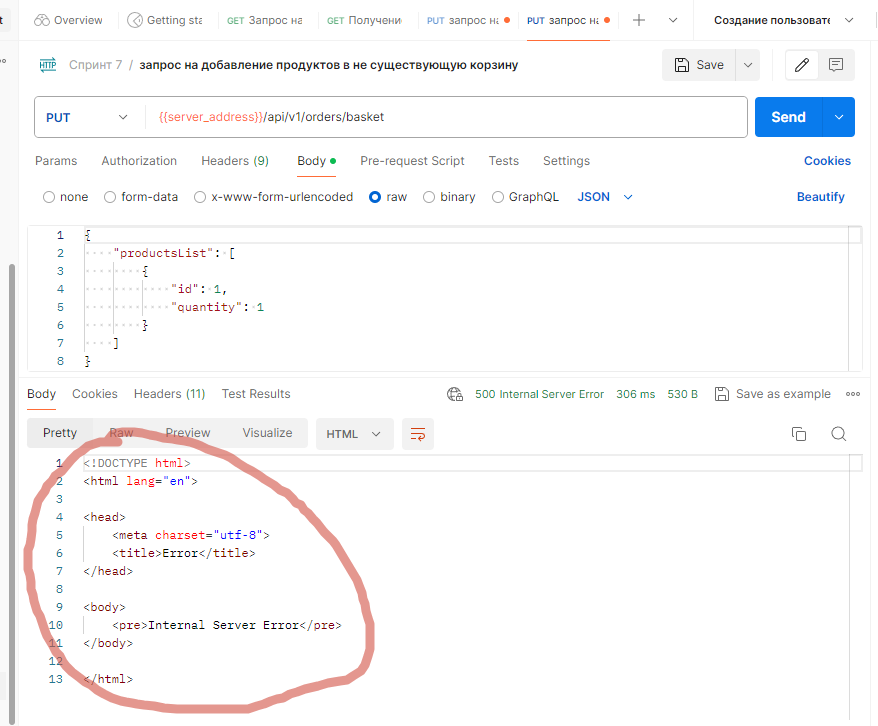 t Overview Getting sta GET Запрос на GET Получени PUT запрос на PUT запрос на Создание пользовате
HTTP Спринт 7 / запрос на добавление продуктов в не существующую корзину Save
PUT {{server_address}}/api/v1/orders/basket Send
Params Authorization Headers (9) Body Pre-request Script Tests Settings Cookies
none form-data x-www-form-urlencoded raw binary GraphQL JSON Beautify
1 {
2 "productsList": [
3 {
4 "id": 1,
5 "quantity": 1
6 }
7 ]
8 }
Body Cookies Headers (11) Test Results 500 Internal Server Error 306 ms 530 B Save as example
Pretty Raw Preview Visualize HTML
1 <!DOCTYPE html>
2 <html lang="en">
3
4 <head>
5 <meta charset="utf-8">
6 <title>Error</title>
7 </head>
8
9 <body>
10 <pre>Internal Server Error</pre>
11 </body>
12
13 </html>